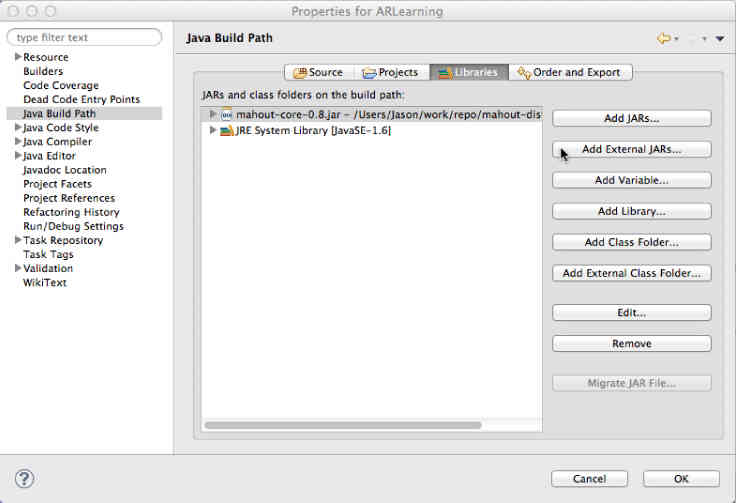 Properties for ARLearning
type filter text
Resource
Builders
Code Coverage
Dead Code Entry Points
Java Build Path
Java Code Style
Java Compiler
Java Editor
Javadoc Location
Project Facets
Project References
Refactoring History
Run/Debug Settings
Task Repository
Task Tags
Validation
WikiText
Java Build Path
Source Projects Libraries Order and Export
JARs and class folders on the build path:
mahout-core-0.8.jar – /Users/Jason/work/repo/mahout-dis
JRE System Library [JavaSE-1.6]
Add JARs...
Add External JARs...
Add Variable...
Add Library...
Add Class Folder...
Add External Class Folder...
Edit...
Remove
Migrate JAR File...
?
Cancel OK